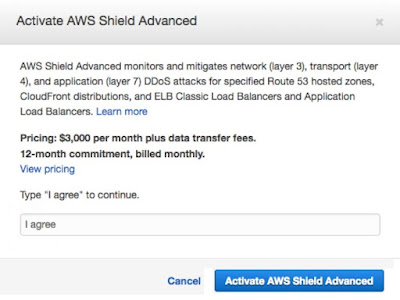 Activate AWS Shield Advanced
×
AWS Shield Advanced monitors and mitigates network (layer 3), transport (layer
4), and application (layer 7) DDoS attacks for specified Route 53 hosted zones,
CloudFront distributions, and ELB Classic Load Balancers and Application
Load Balancers. Learn more
Pricing: $3,000 per month plus data transfer fees.
12-month commitment, billed monthly.
View pricing
Type "I agree" to continue.
I agree
Cancel
Activate AWS Shield Advanced